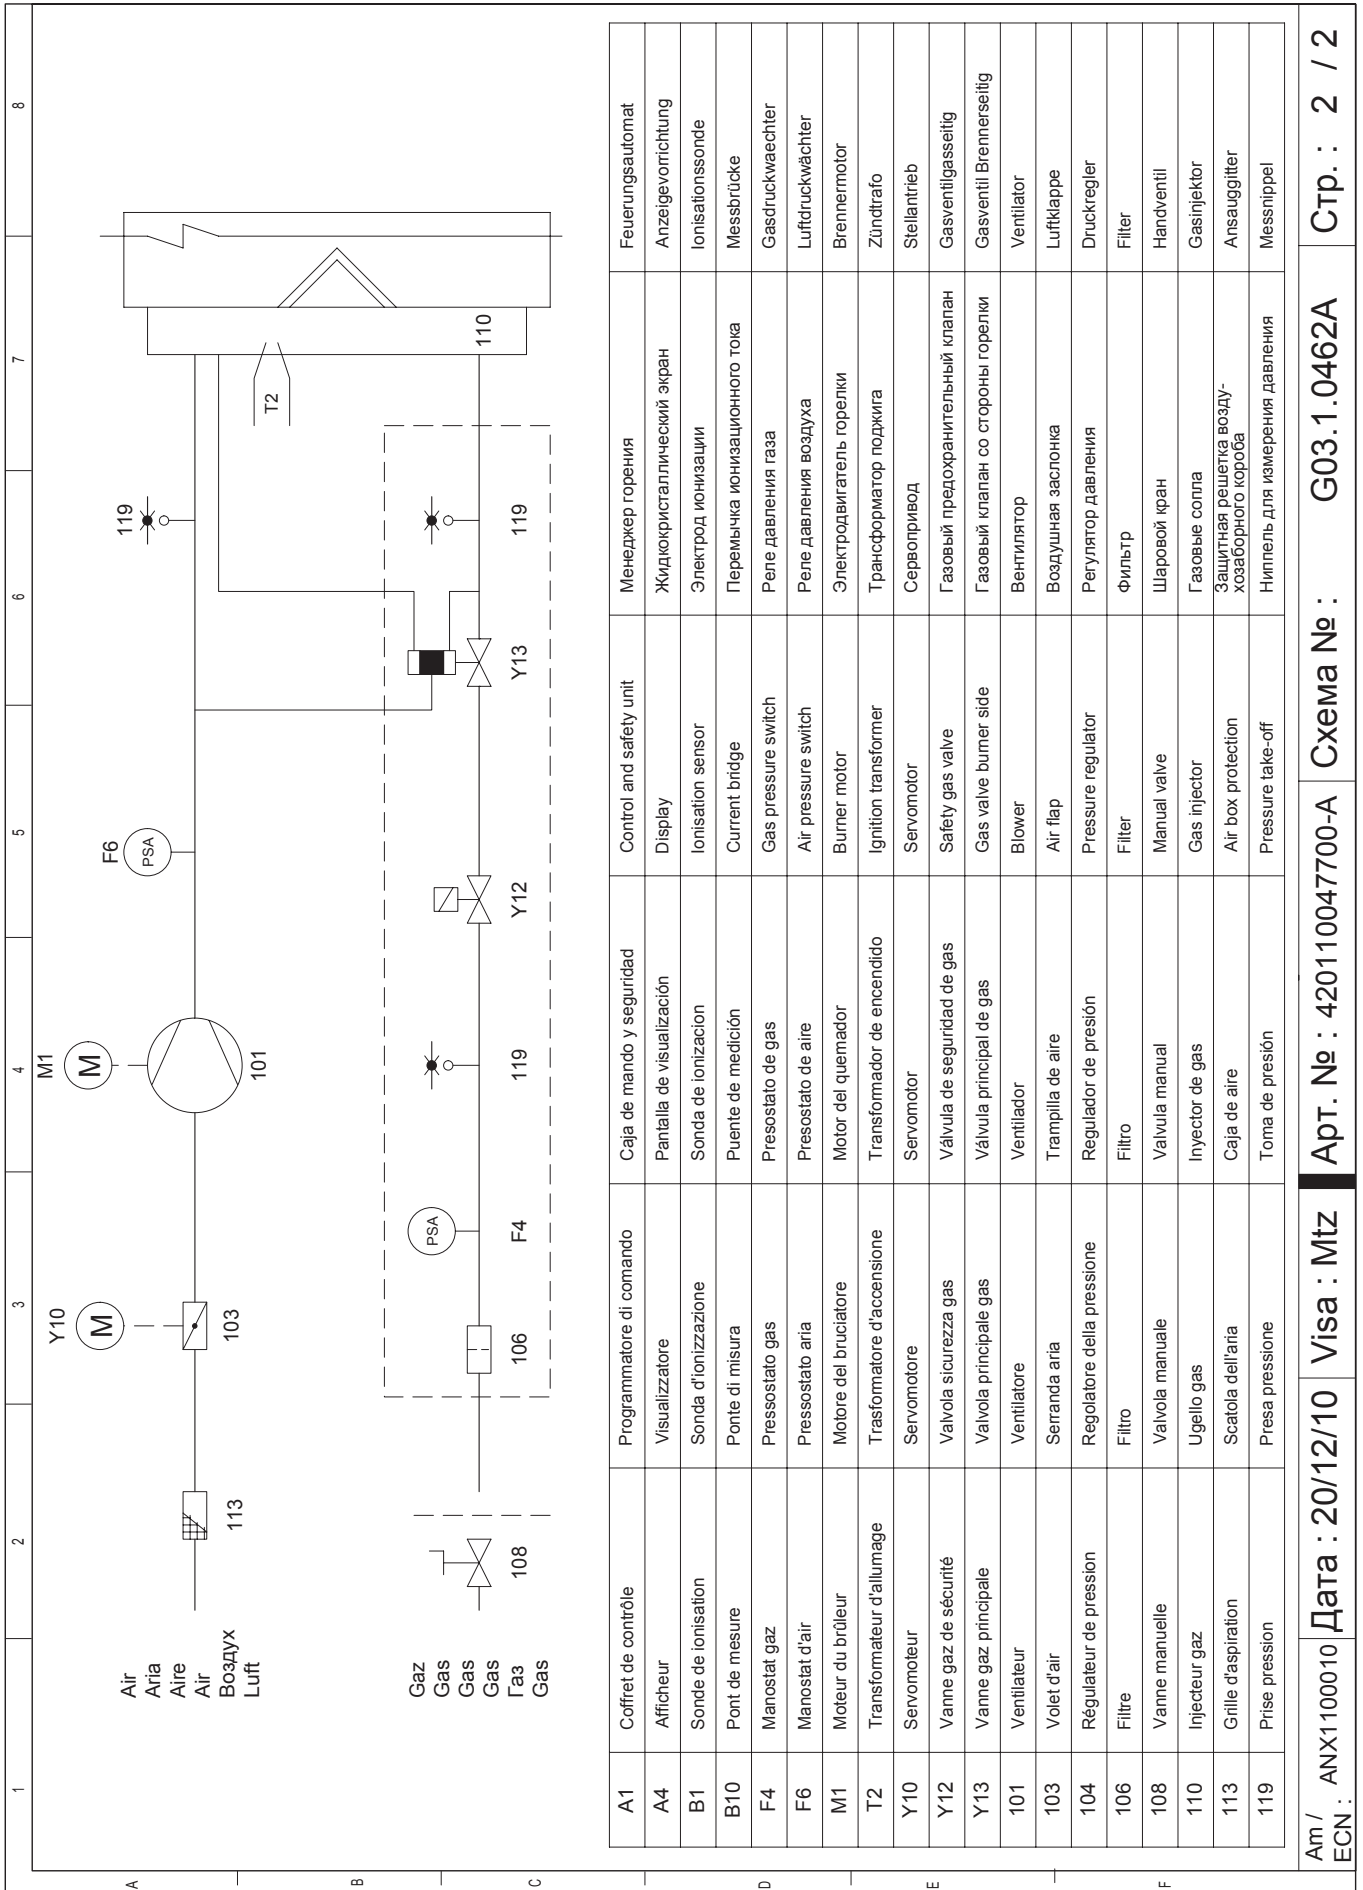 1 2 3 4 5 6 7 8
A
B
C
D
E
F
Air
Aria
Aire
Air
Воздух
Luft
113
Y10
M
103
M1
M
101
F6
PSA
119
T2
110
Gaz
Gas
Gas
Gas
Газ
Gas
108
106
PSA
F4
119
Y12
Y13
119
A1 Coffret de contrôle Programmatore di comando Caja de mando y seguridad Control and safety unit Менеджер горения Feuerungsautomat
A4 Afficheur Visualizzatore Pantalla de visualización Display Жидкокристаллический экран Anzeigevorrichtung
B1 Sonde de ionisation Sonda d'ionizzazione Sonda de ionizacion Ionisation sensor Электрод ионизации Ionisationssonde
B10 Pont de mesure Ponte di misura Puente de medición Current bridge Перемычка ионизационного тока Messbrücke
F4 Manostat gaz Pressostato gas Presostato de gas Gas pressure switch Реле давления газа Gasdruckwaechter
F6 Manostat d'air Pressostato aria Presostato de aire Air pressure switch Реле давления воздуха Luftdruckwächter
M1 Moteur du brûleur Motore del bruciatore Motor del quemador Burner motor Электродвигатель горелки Brennermotor
T2 Transformateur d'allumage Trasformatore d'accensione Transformador de encendido Ignition transformer Трансформатор поджига Zündtrafo
Y10 Servomoteur Servomotore Servomotor Servomotor Сервопривод Stellantrieb
Y12 Vanne gaz de sécurité Valvola sicurezza gas Válvula de seguridad de gas Safety gas valve Газовый предохранительный клапан Gasventilgasseitig
Y13 Vanne gaz principale Valvola principale gas Válvula principal de gas Gas valve burner side Газовый клапан со стороны горелки Gasventil Brennerseitig
101 Ventilateur Ventilatore Ventilador Blower Вентилятор Ventilator
103 Volet d'air Serranda aria Trampilla de aire Air flap Воздушная заслонка Luftklappe
104 Régulateur de pression Regolatore della pressione Regulador de presión Pressure regulator Регулятор давления Druckregler
106 Filtre Filtro Filtro Filter Фильтр Filter
108 Vanne manuelle Valvola manuale Valvula manual Manual valve Шаровой кран Handventil
110 Injecteur gaz Ugello gas Inyector de gas Gas injector Газовые сопла Gasinjektor
113 Grille d'aspiration Scatola dell'aria Caja de aire Air box protection Защитная решетка возду-
хозаборного короба Ansauggitter
119 Prise pression Presa pressione Toma de presión Pressure take-off Ниппель для измерения давления Messnippel
Am /
ECN : ANX1100010 Дата : 20/12/10 Visa : Mtz Арт. № : 420110047700-A Схема № : G03.1.0462A Стр. : 2 / 2